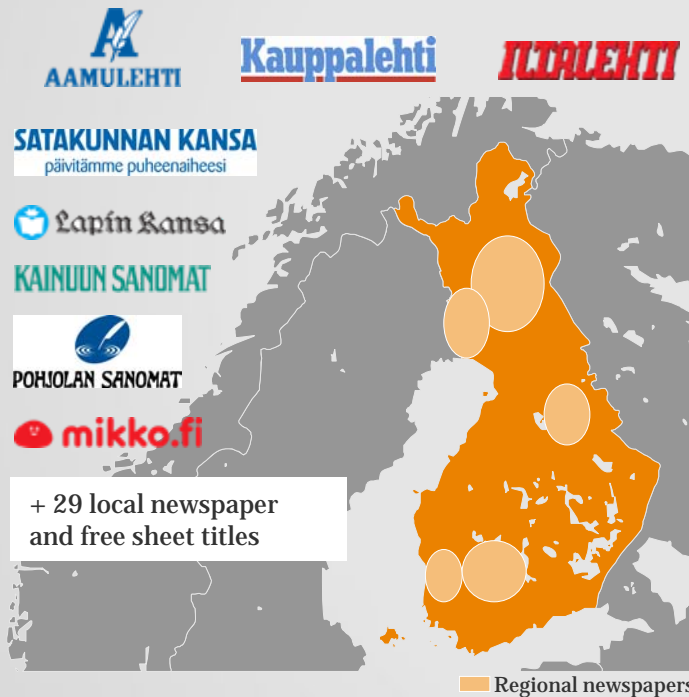 AAMULEHTI
Kauppalehti
ILTALEHTI
SATAKUNNAN KANSA
päivitämme puheenaiheesi
Lapin Kansa
KAINUUN SANOMAT
POHJOLAN SANOMAT
mikko.fi
+ 29 local newspaper
and free sheet titles
Regional newspapers